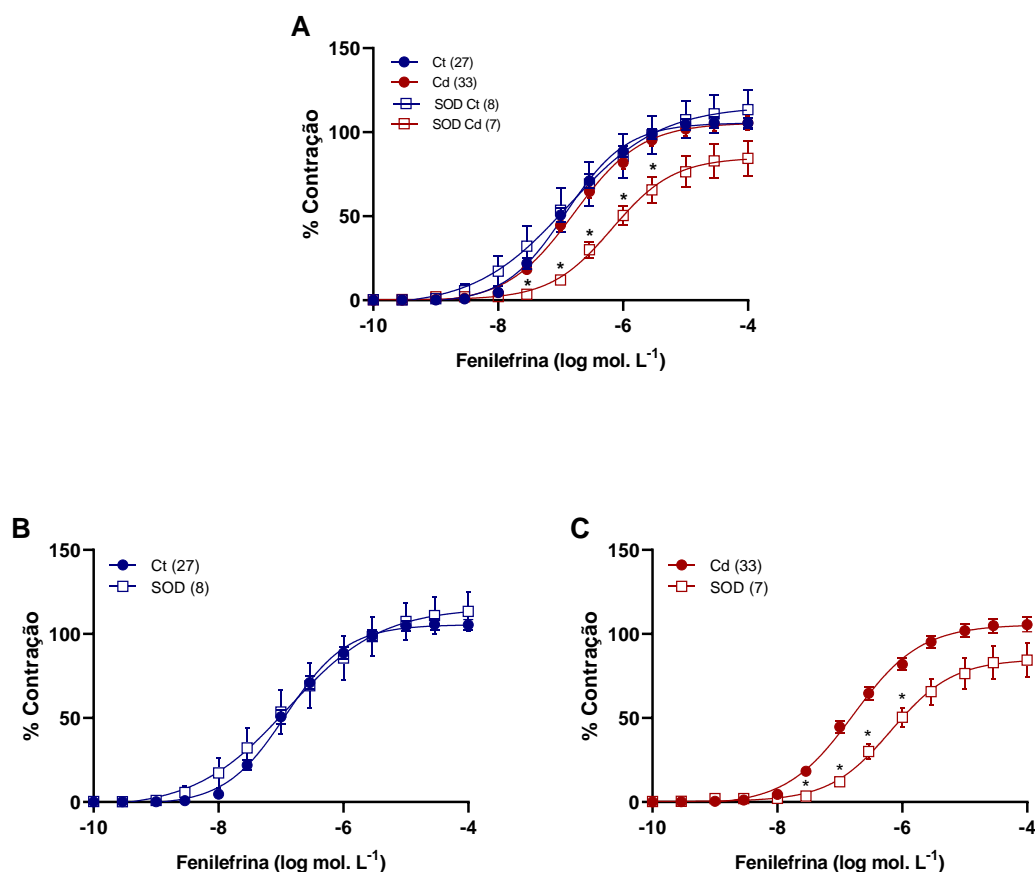 A
150
100
50
0
% Contração
Ct (27)
Cd (33)
SOD Ct (8)
SOD Cd (7)
*
*
*
*
*
-10
-8
-6
-4
Fenilefrina (log mol. L⁻¹)
B
150
100
50
0
% Contração
Ct (27)
SOD (8)
-10
-8
-6
-4
Fenilefrina (log mol. L⁻¹)
C
150
100
50
0
% Contração
Cd (33)
SOD (7)
*
*
*
*
-10
-8
-6
-4
Fenilefrina (log mol. L⁻¹)